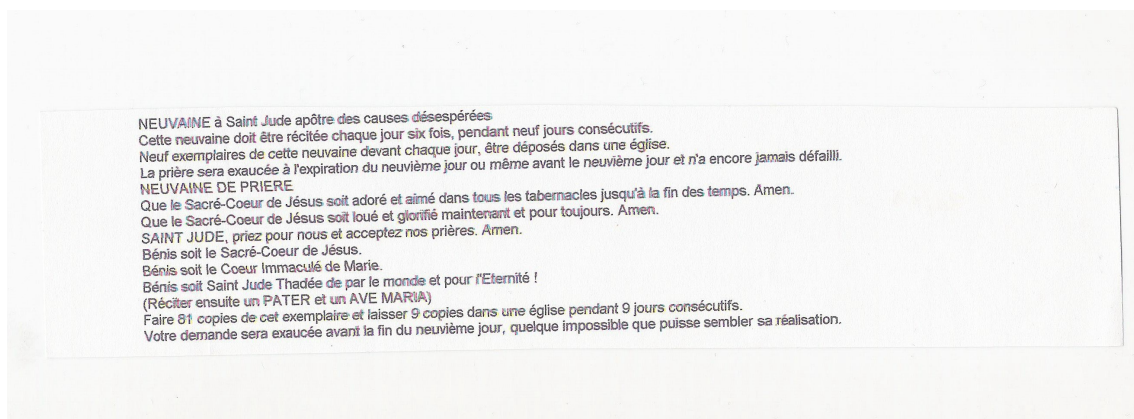 NEUVAINE à Saint Jude apôtre des causes désespérées
Cette neuvaine doit être récitée chaque jour six fois, pendant neuf jours consécutifs.
Neuf exemplaires de cette neuvaine devant chaque jour, être déposés dans une église.
La prière sera exaucée à l'expiration du neuvième jour ou même avant le neuvième jour et n'a encore jamais défailli.
NEUVAINE DE PRIERE
Que le Sacré-Coeur de Jésus soit adoré et aimé dans tous les tabernacles jusqu'à la fin des temps. Amen.
Que le Sacré-Coeur de Jésus soit loué et glorifié maintenant et pour toujours. Amen.
SAINT JUDE, priez pour nous et acceptez nos prières. Amen.
Bénis soit le Sacré-Coeur de Jésus.
Bénis soit le Coeur Immaculé de Marie.
Bénis soit Saint Jude Thadée de par le monde et pour l'Eternité !
(Réciter ensuite un PATER et un AVE MARIA)
Faire 81 copies de cet exemplaire et laisser 9 copies dans une église pendant 9 jours consécutifs.
Votre demande sera exaucée avant la fin du neuvième jour, quelque impossible que puisse sembler sa réalisation.